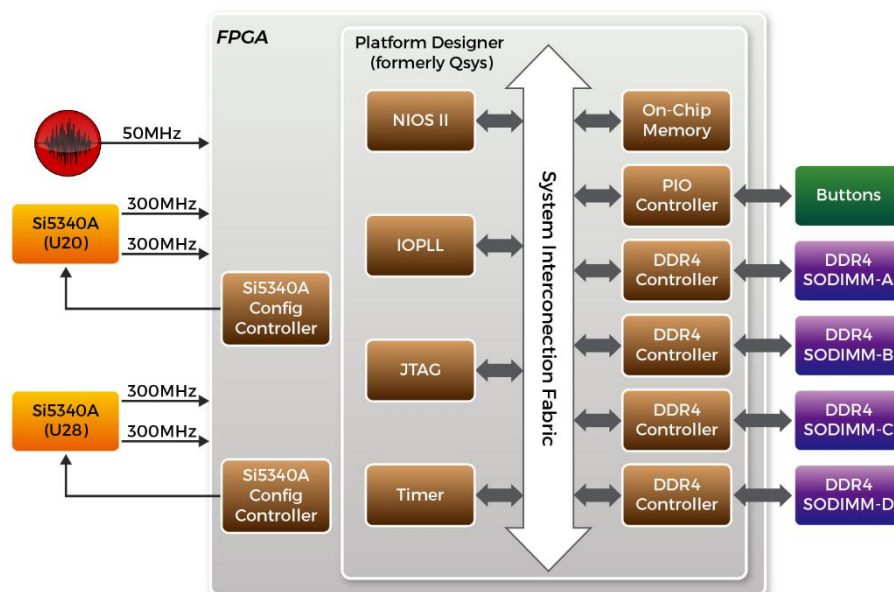 FPGA
Platform Designer
(formerly Qsys)
50MHz
300MHz
Si5340A
(U20)
300MHz
Si5340A
Config
Controller
300MHz
Si5340A
(U28)
300MHz
Si5340A
Config
Controller
NIOS II
IOPLL
JTAG
Timer
System Interconection Fabric
On-Chip
Memory
PIO
Controller
Buttons
DDR4
Controller
DDR4
SODIMM-A
DDR4
Controller
DDR4
SODIMM-B
DDR4
Controller
DDR4
SODIMM-C
DDR4
Controller
DDR4
SODIMM-D